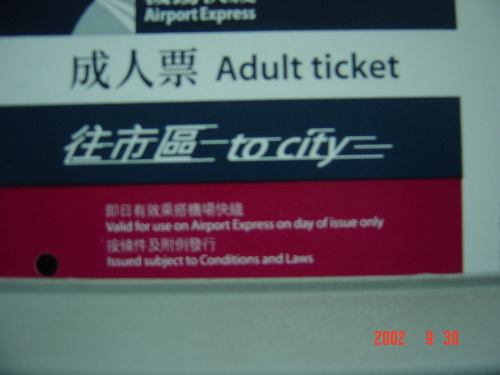 Airport Express
成人票 Adult ticket
往市區 to city
即日有效乘搭機場快綫
Valid for use on Airport Express on day of issue only
按條件及附例發行
Issued subject to Conditions and Laws
2002 9 30